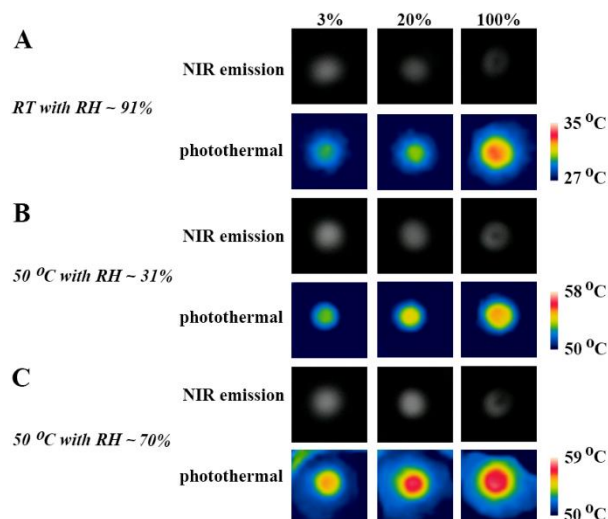 3% 20% 100%
A
NIR emission
RT with RH ~ 91%
photothermal
35 °C
27 °C
B
NIR emission
50 °C with RH ~ 31%
photothermal
58 °C
50 °C
C
NIR emission
50 °C with RH ~ 70%
photothermal
59 °C
50 °C